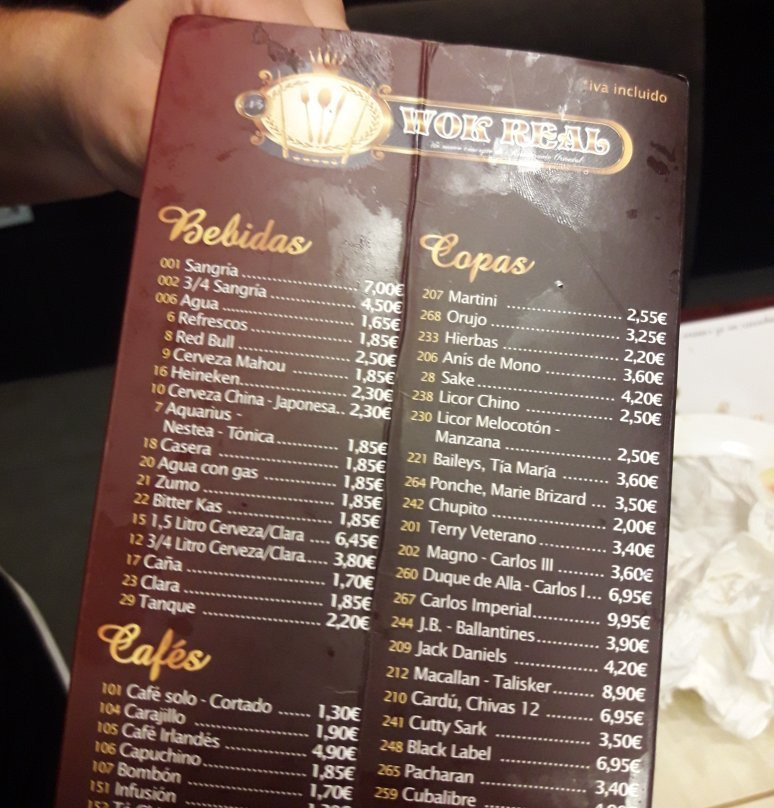 *iva incluido
WOK REAL
Bebidas
001 Sangría ........ 7,00€
002 3/4 Sangría ........ 4,50€
006 Agua ........ 1,65€
6 Refrescos ........ 1,85€
8 Red Bull ........ 2,50€
9 Cerveza Mahou ........ 1,85€
16 Heineken ........ 2,30€
10 Cerveza China - Japonesa.. 2,30€
7 Aquarius -
Nestea - Tónica ........ 1,85€
18 Casera ........ 1,85€
20 Agua con gas ........ 1,85€
21 Zumo ........ 1,85€
22 Bitter Kas ........ 1,85€
15 1,5 Litro Cerveza/Clara .... 6,45€
12 3/4 Litro Cerveza/Clara.... 3,80€
17 Caña ........ 1,70€
23 Clara ........ 1,85€
29 Tanque ........ 2,20€
Cafés
101 Café solo - Cortado ...... 1,30€
104 Carajillo ........ 1,90€
105 Café Irlandés ........ 4,90€
106 Capuchino ........ 1,85€
107 Bombón ........ 1,70€
151 Infusión ........
Copas
207 Martini ........ 2,55€
268 Orujo ........ 3,25€
233 Hierbas ........ 2,20€
206 Anís de Mono ........ 3,60€
28 Sake ........ 4,20€
238 Licor Chino ........ 2,50€
230 Licor Melocotón -
Manzana ........ 2,50€
221 Baileys, Tía María ........ 3,60€
264 Ponche, Marie Brizard ... 3,50€
242 Chupito ........ 2,00€
201 Terry Veterano ........ 3,40€
202 Magno - Carlos III ........ 3,60€
260 Duque de Alla - Carlos I... 6,95€
267 Carlos Imperial ........ 9,95€
244 J.B. - Ballantines ........ 3,90€
209 Jack Daniels ........ 4,20€
212 Macallan - Talisker ........ 8,90€
210 Cardú, Chivas 12 ........ 6,95€
241 Cutty Sark ........ 3,50€
248 Black Label ........ 6,95€
265 Pacharan ........ 3,40€
259 Cubalibre ........